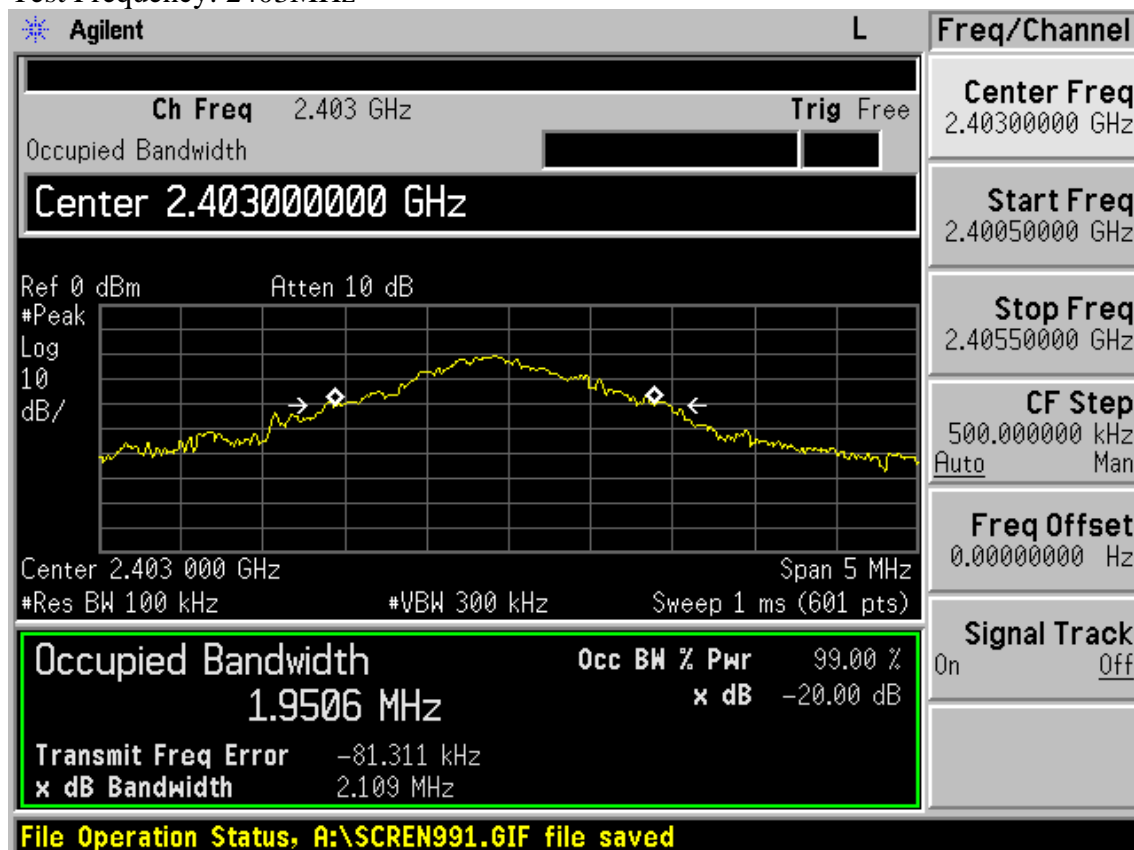 Test Frequency: 2403MHz
Agilent L Freq/Channel
Ch Freq 2.403 GHz Trig Free
Occupied Bandwidth
Center 2.403000000 GHz
Ref 0 dBm Atten 10 dB
#Peak
Log
10
dB/
Center 2.403 000 GHz Span 5 MHz
#Res BW 100 kHz #VBW 300 kHz Sweep 1 ms (601 pts)
Occupied Bandwidth Occ BW % Pwr 99.00 %
1.9506 MHz x dB -20.00 dB
Transmit Freq Error -81.311 kHz
x dB Bandwidth 2.109 MHz
File Operation Status, A:\SCREN991.GIF file saved
Center Freq
2.40300000 GHz
Start Freq
2.40050000 GHz
Stop Freq
2.40550000 GHz
CF Step
500.000000 kHz
Auto Man
Freq Offset
0.00000000 Hz
Signal Track
On Off